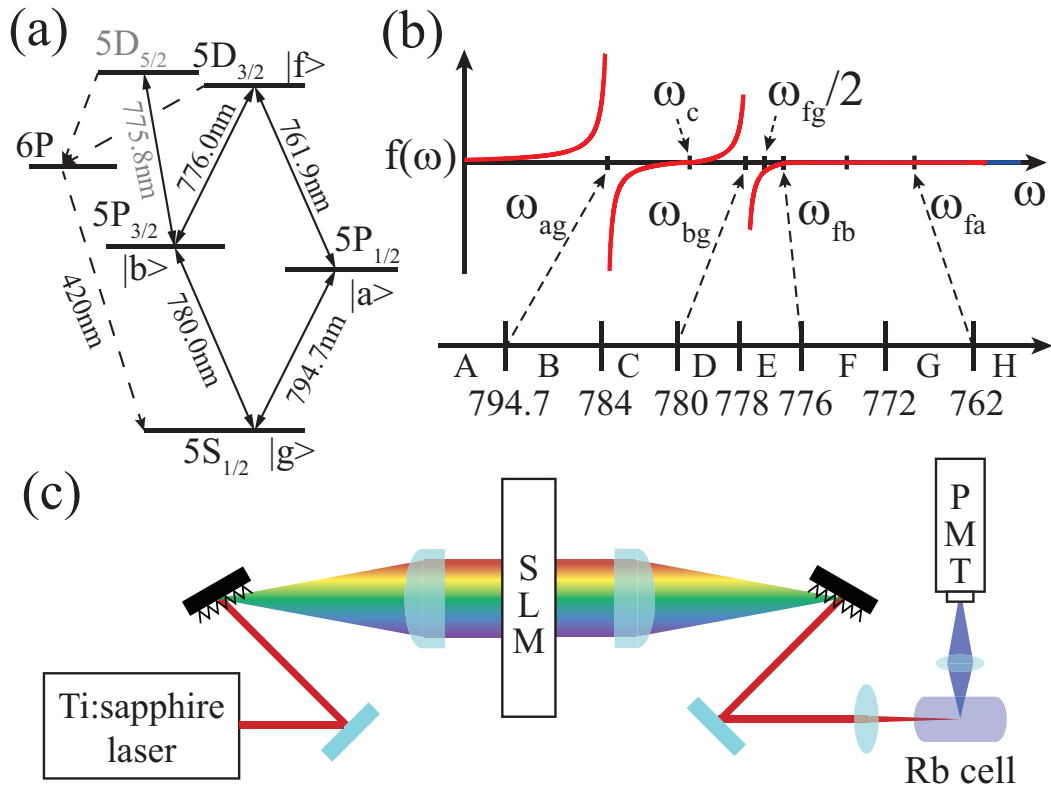 (a)
5D5/2
5D3/2 |f>
6P
775.8nm
776.0nm
761.9nm
5P3/2
|b>
5P1/2
|a>
420nm
780.0nm
794.7nm
5S1/2 |g>
(b)
f(ω)
ωc
ωfg/2
ωag
ωbg
ωfb
ωfa
ω
A B C D E F G H
794.7 784 780 778 776 772 762
(c)
Ti:sapphire
laser
SLM
PMT
Rb cell